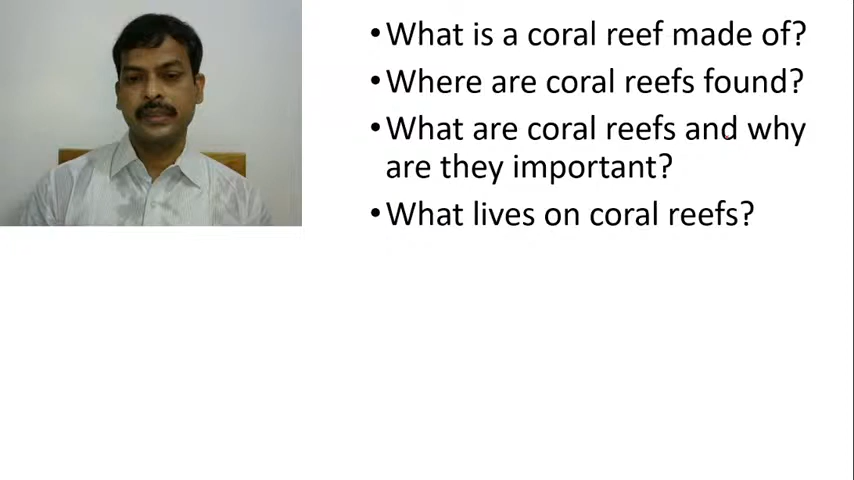 •What is a coral reef made of?
•Where are coral reefs found?
•What are coral reefs and why
are they important?
•What lives on coral reefs?